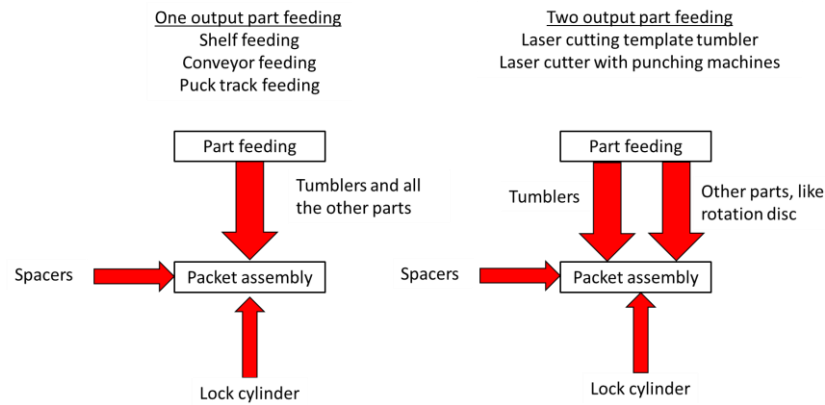 One output part feeding
Shelf feeding
Conveyor feeding
Puck track feeding
Part feeding
Tumblers and all
the other parts
Spacers
Packet assembly
Lock cylinder
Two output part feeding
Laser cutting template tumbler
Laser cutter with punching machines
Part feeding
Tumblers
Other parts, like
rotation disc
Spacers
Packet assembly
Lock cylinder